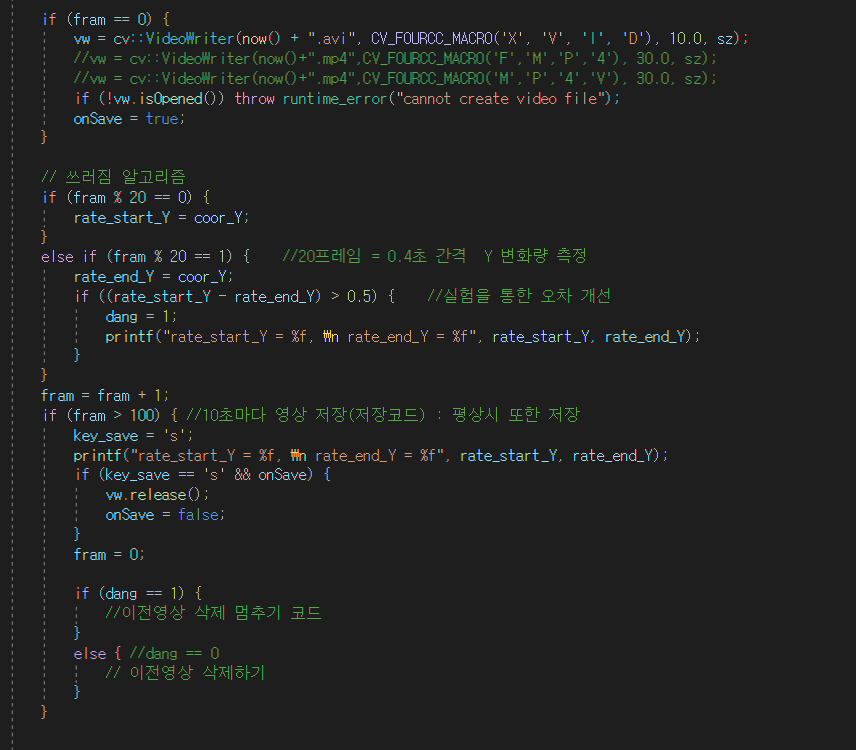 if (fram == 0) {
vw = cv::VideoWriter(now() + ".avi", CV_FOURCC_MACRO('X', 'V', 'I', 'D'), 10.0, sz);
//vw = cv::VideoWriter(now()+".mp4",CV_FOURCC_MACRO('F','M','P','4'), 30.0, sz);
//vw = cv::VideoWriter(now()+".mp4",CV_FOURCC_MACRO('M','P','4','V'), 30.0, sz);
if (!vw.isOpened()) throw runtime_error("cannot create video file");
onSave = true;
}
// 쓰러짐 알고리즘
if (fram % 20 == 0) {
rate_start_Y = coor_Y;
}
else if (fram % 20 == 1) { //20프레임 = 0.4초 간격 Y 변화량 측정
rate_end_Y = coor_Y;
if ((rate_start_Y - rate_end_Y) > 0.5) { //실험을 통한 오차 개선
dang = 1;
printf("rate_start_Y = %f, ₩n rate_end_Y = %f", rate_start_Y, rate_end_Y);
}
}
fram = fram + 1;
if (fram > 100) { //10초마다 영상 저장(저장코드) : 평상시 또한 저장
key_save = 's';
printf("rate_start_Y = %f, ₩n rate_end_Y = %f", rate_start_Y, rate_end_Y);
if (key_save == 's' && onSave) {
vw.release();
onSave = false;
}
fram = 0;
if (dang == 1) {
//이전영상 삭제 멈추기 코드
}
else { //dang == 0
// 이전영상 삭제하기
}
}